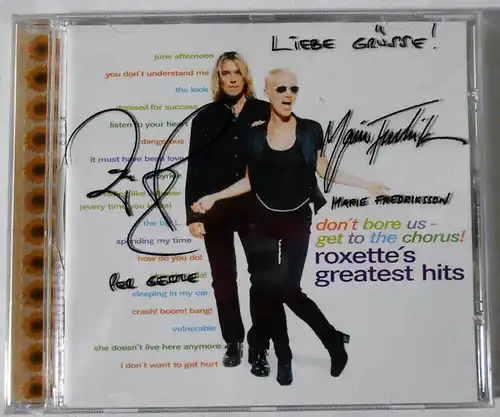 LIEBE GRÜSSE!
june afternoon
you don't understand me
the look
dressed for success
listen to your heart
dangerous
it must have been love
(every time you
the
spending my time
how do you do!
sleeping in my car
crash! boom! bang!
vulnerable
she doesn't live here anymore
i don't want to get hurt
Marie Fredriksson
MARIE FREDRIKSSON
PER GESSLE
don't bore us -
get to the chorus!
roxette's
greatest hits